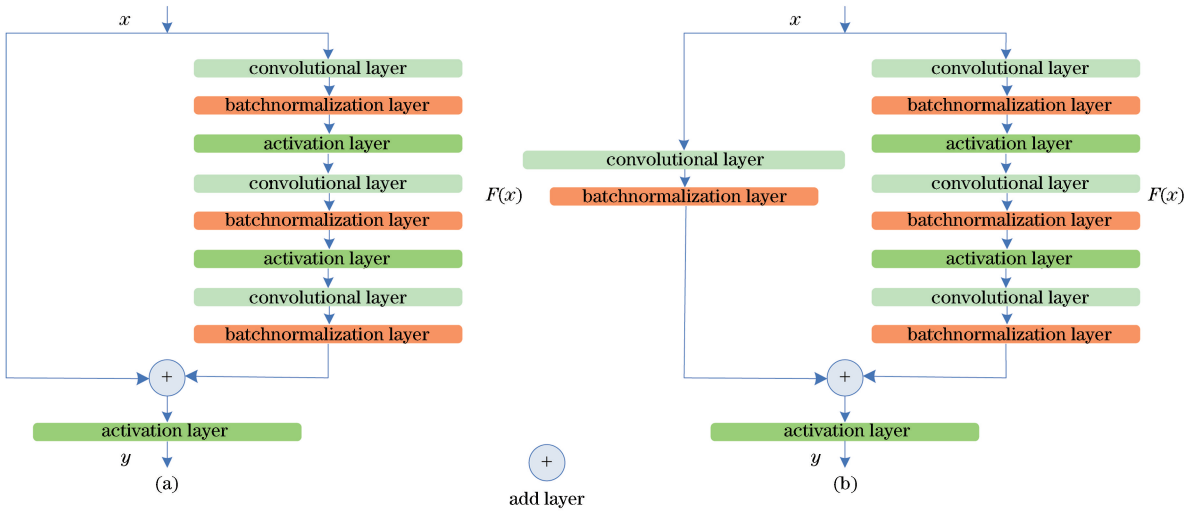 x
convolutional layer
batchnormalization layer
activation layer
convolutional layer
batchnormalization layer
activation layer
convolutional layer
batchnormalization layer
F(x)
+
activation layer
y
(a)
x
convolutional layer
batchnormalization layer
convolutional layer
batchnormalization layer
activation layer
convolutional layer
batchnormalization layer
activation layer
convolutional layer
batchnormalization layer
F(x)
+
activation layer
y
(b)
+
add layer